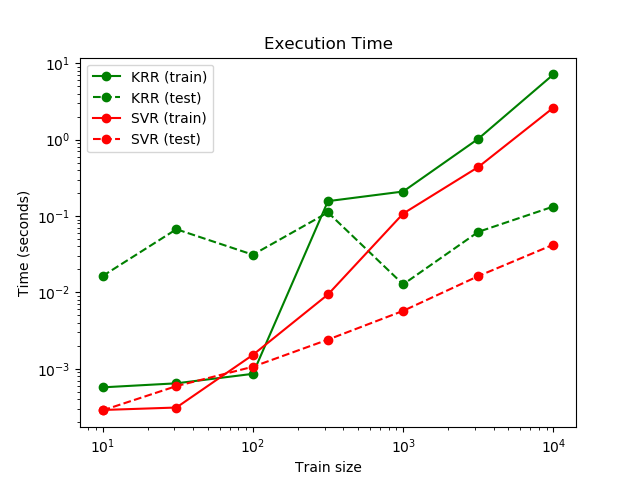 Execution Time
KRR (train)
KRR (test)
SVR (train)
SVR (test)
10¹
10⁰
10⁻¹
10⁻²
10⁻³
Time (seconds)
10¹ 10² 10³ 10⁴
Train size